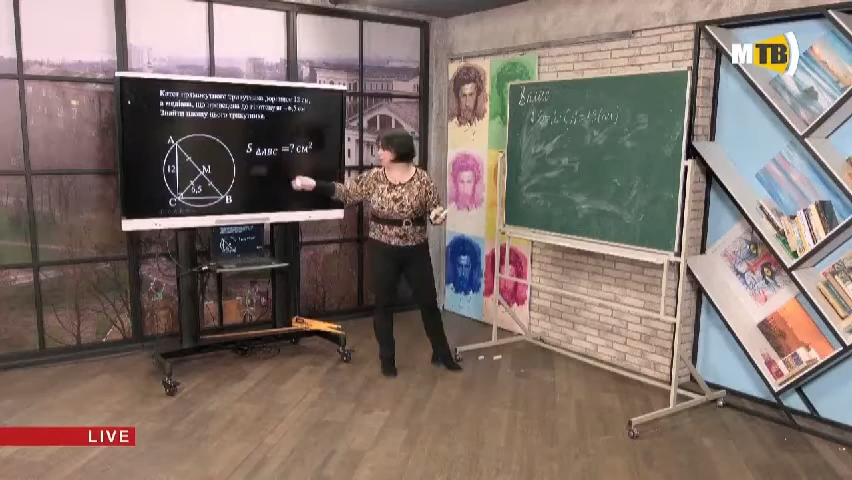 МТВ
Катет прямокутного трикутника дорівнює 12 см,
а медіана, що проведена до гіпотенузи – 6,5 см
Знайти площу цього трикутника.
S ΔABC =? см²
A
12
M
6,5
C
B
LIVE